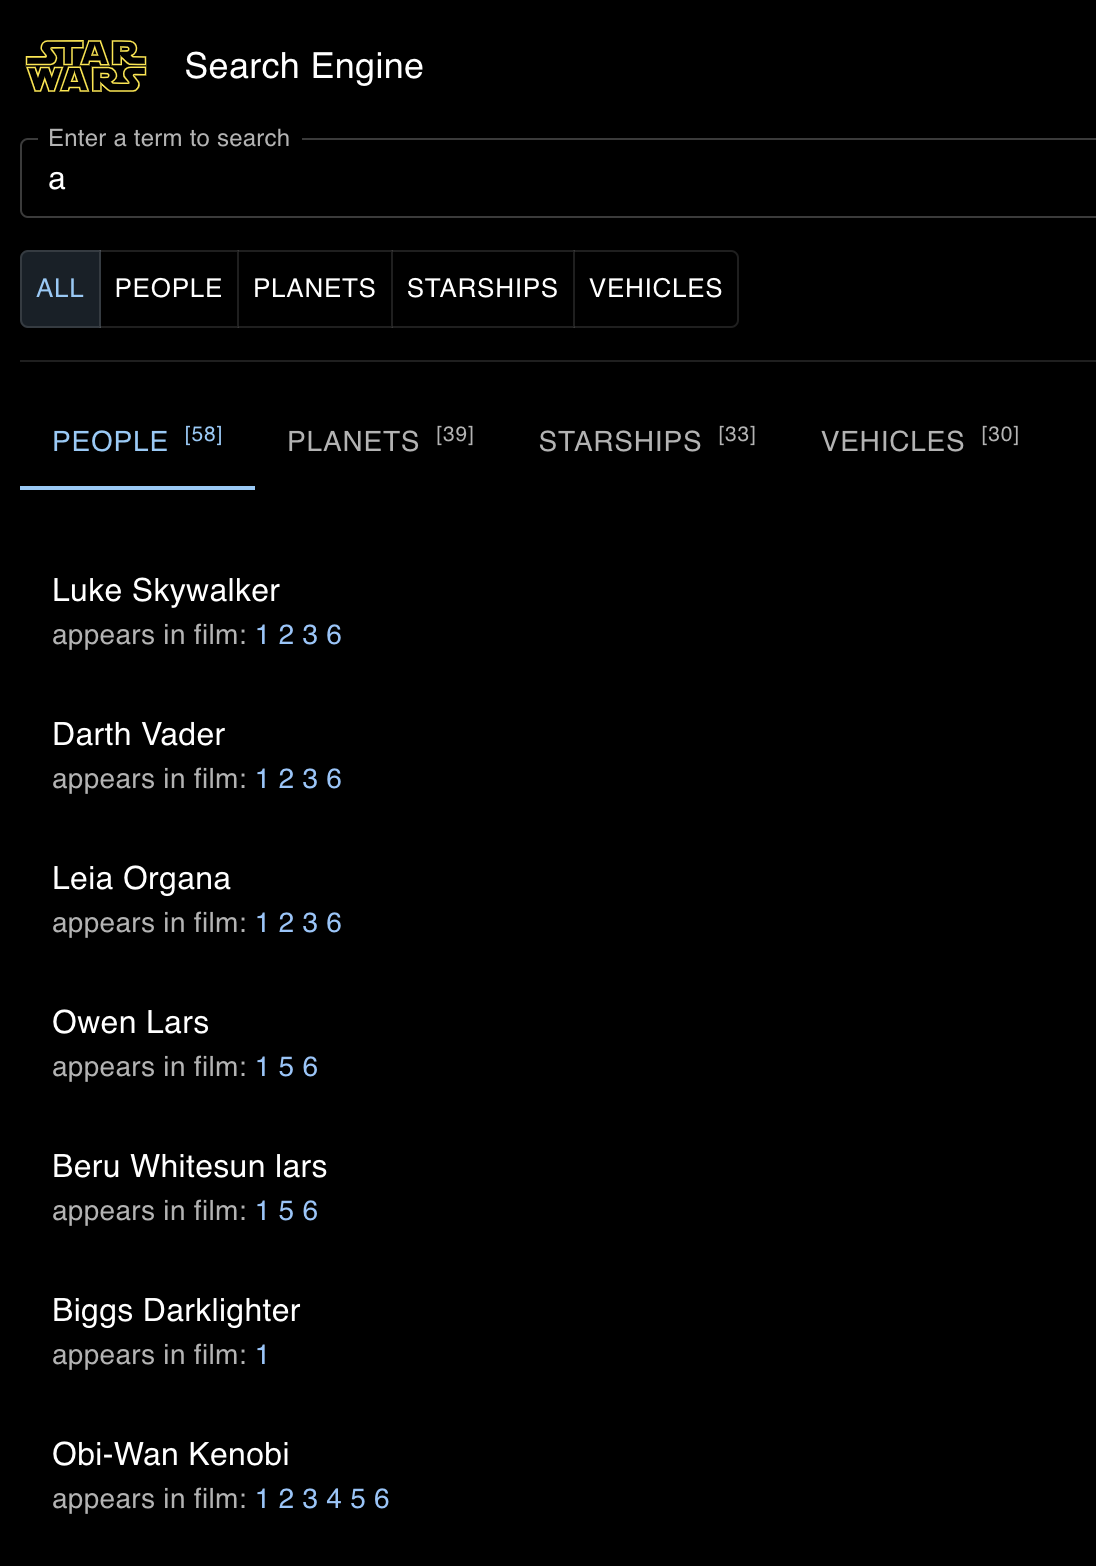 STAR
WARS
Search Engine
Enter a term to search
a
ALL PEOPLE PLANETS STARSHIPS VEHICLES
PEOPLE [58] PLANETS [39] STARSHIPS [33] VEHICLES [30]
Luke Skywalker
appears in film: 1 2 3 6
Darth Vader
appears in film: 1 2 3 6
Leia Organa
appears in film: 1 2 3 6
Owen Lars
appears in film: 1 5 6
Beru Whitesun lars
appears in film: 1 5 6
Biggs Darklighter
appears in film: 1
Obi-Wan Kenobi
appears in film: 1 2 3 4 5 6